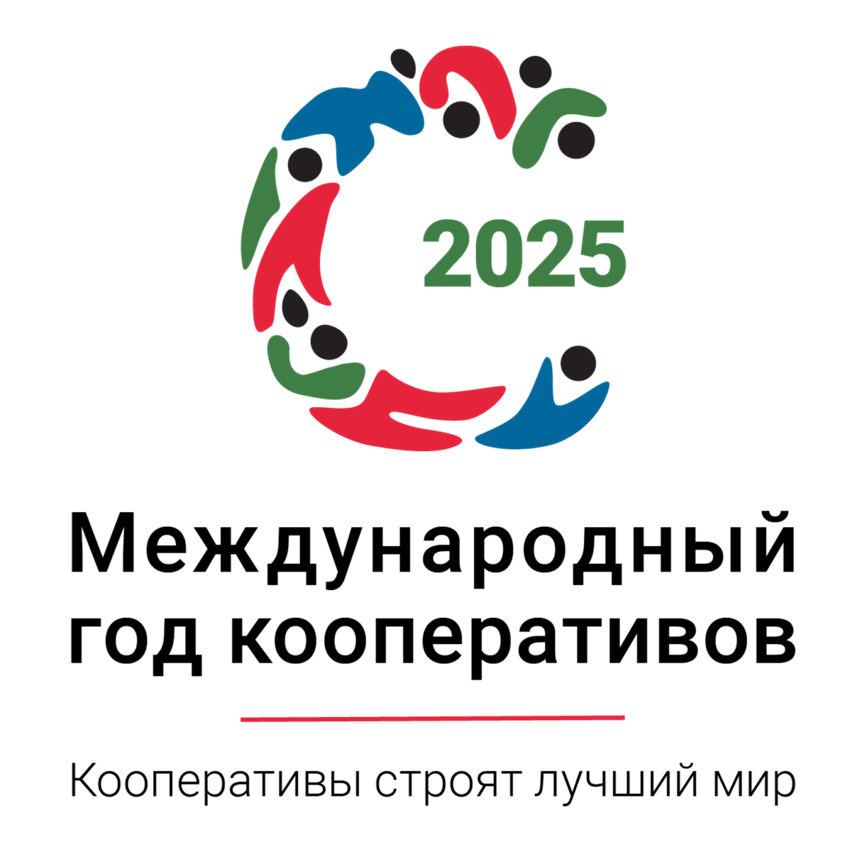 2025
Международный
год кооперативов
Кооперативы строят лучший мир